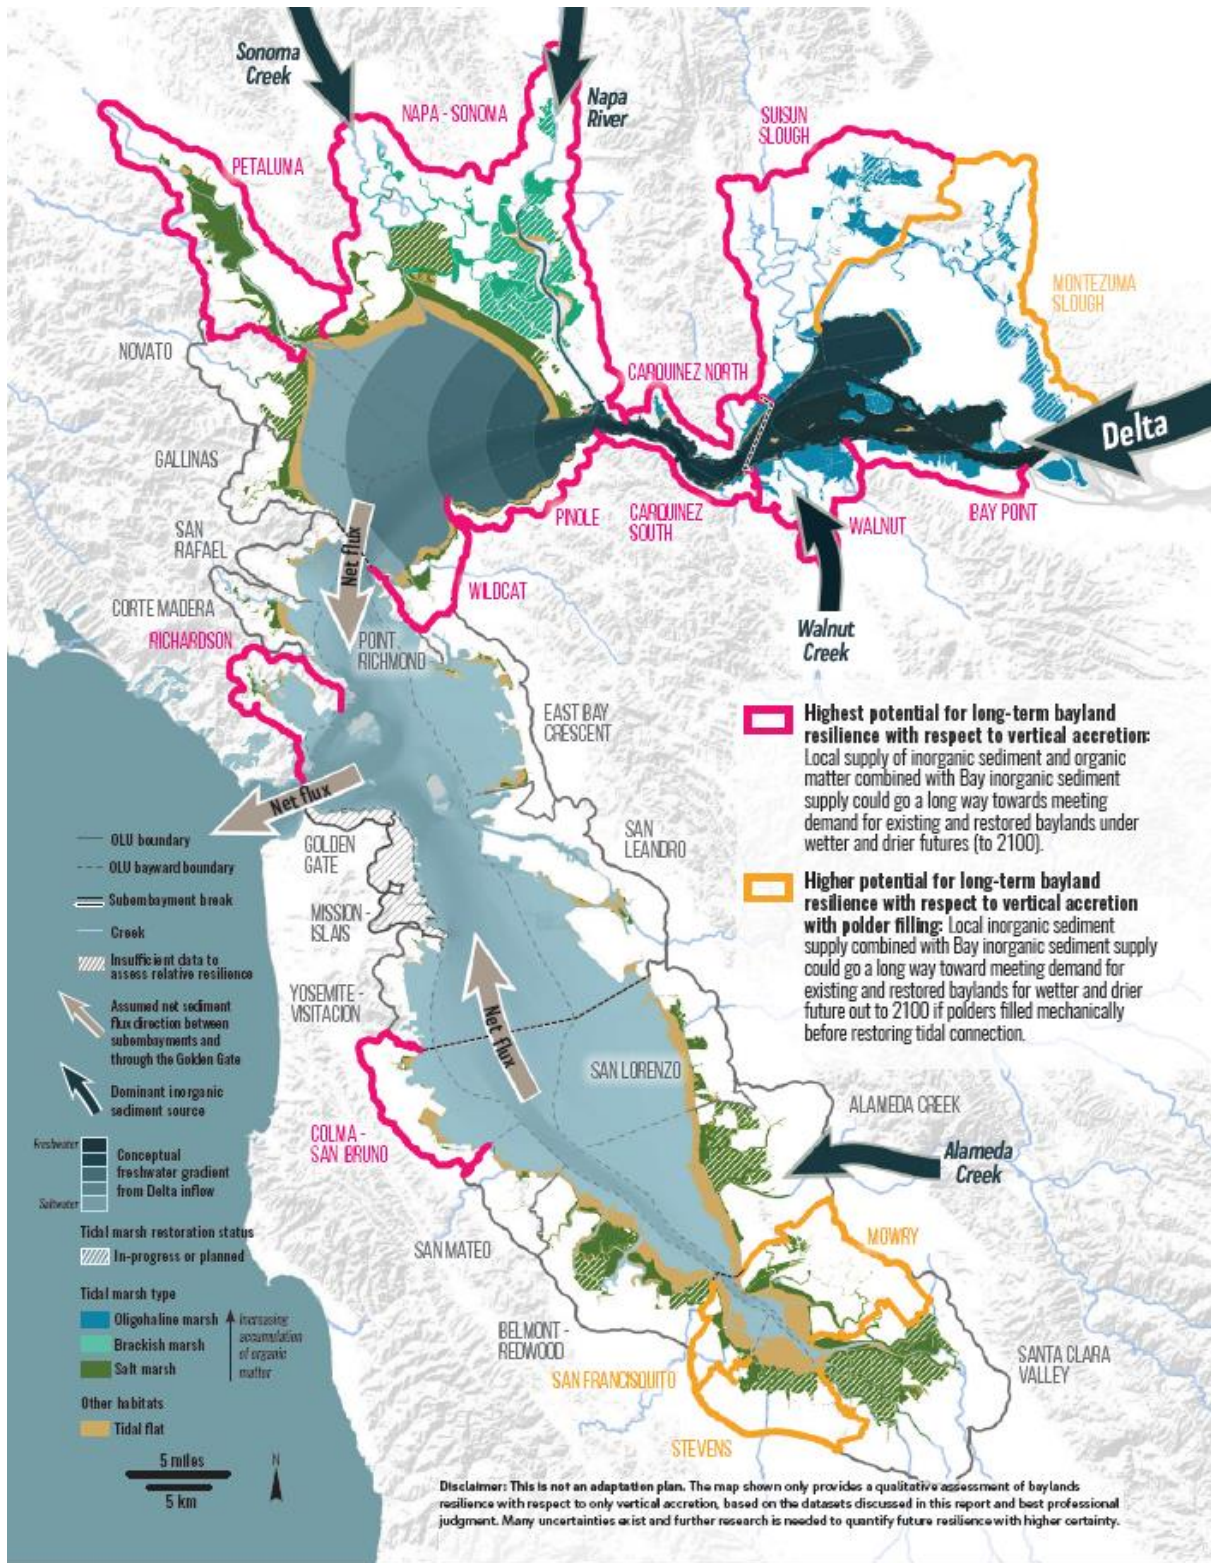 Sonoma
Creek
NAPA - SONOMA
Napa
River
SUISUN
SLOUGH
PETALUMA
MONTEZUMA
SLOUGH
NOVATO
CARQUINEZ NORTH
Delta
GALLINAS
PINOLE
CARQUINEZ
SOUTH
WALNUT
BAY POINT
SAN
RAFAEL
Net flux
WILDCAT
CORTE MADERA
RICHARDSON
POINT
RICHMOND
Walnut
Creek
EAST BAY
CRESCENT
Highest potential for long-term bayland
resilience with respect to vertical accretion:
Local supply of inorganic sediment and organic
matter combined with Bay inorganic sediment
supply could go a long way towards meeting
demand for existing and restored baylands under
wetter and drier futures (to 2100).
Net flux
GOLDEN
GATE
SAN
LEANDRO
Higher potential for long-term bayland
resilience with respect to vertical accretion
with polder filling: Local inorganic sediment
supply combined with Bay inorganic sediment supply
could go a long way toward meeting demand for
existing and restored baylands for wetter and drier
future out to 2100 if polders filled mechanically
before restoring tidal connection.
MISSION -
ISLAIS
YOSEMITE -
VISITACION
Net flux
SAN LORENZO
ALAMEDA CREEK
COLMA -
SAN BRUNO
Alameda
Creek
SAN MATEO
MOWRY
BELMONT -
REDWOOD
SAN FRANCISQUITO
SANTA CLARA
VALLEY
STEVENS
OLU boundary
OLU bayward boundary
Subembayment break
Creek
Insufficient data to
assess relative resilience
Assumed net sediment
flux direction between
subembayments and
through the Golden Gate
Dominant inorganic
sediment source
Freshwater
Conceptual
freshwater gradient
from Delta inflow
Saltwater
Tidal marsh restoration status
In-progress or planned
Tidal marsh type
Oligohaline marsh
Brackish marsh
Salt marsh
Increasing
accumulation
of organic
matter
Other habitats
Tidal flat
5 miles
5 km
N
Disclaimer: This is not an adaptation plan. The map shown only provides a qualitative assessment of baylands
resilience with respect to only vertical accretion, based on the datasets discussed in this report and best professional
judgment. Many uncertainties exist and further research is needed to quantify future resilience with higher certainty.